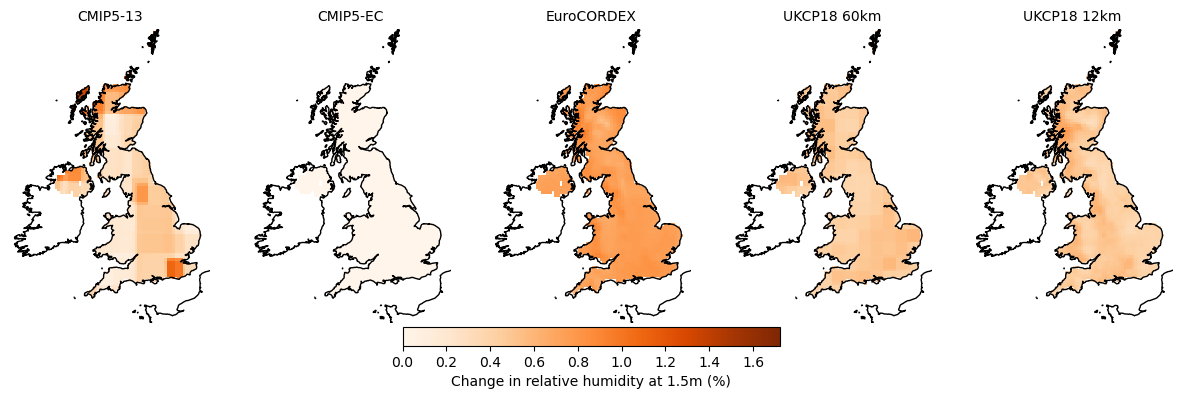 CMIP5-13 CMIP5-EC EuroCORDEX UKCP18 60km UKCP18 12km
0.0 0.2 0.4 0.6 0.8 1.0 1.2 1.4 1.6
Change in relative humidity at 1.5m (%)